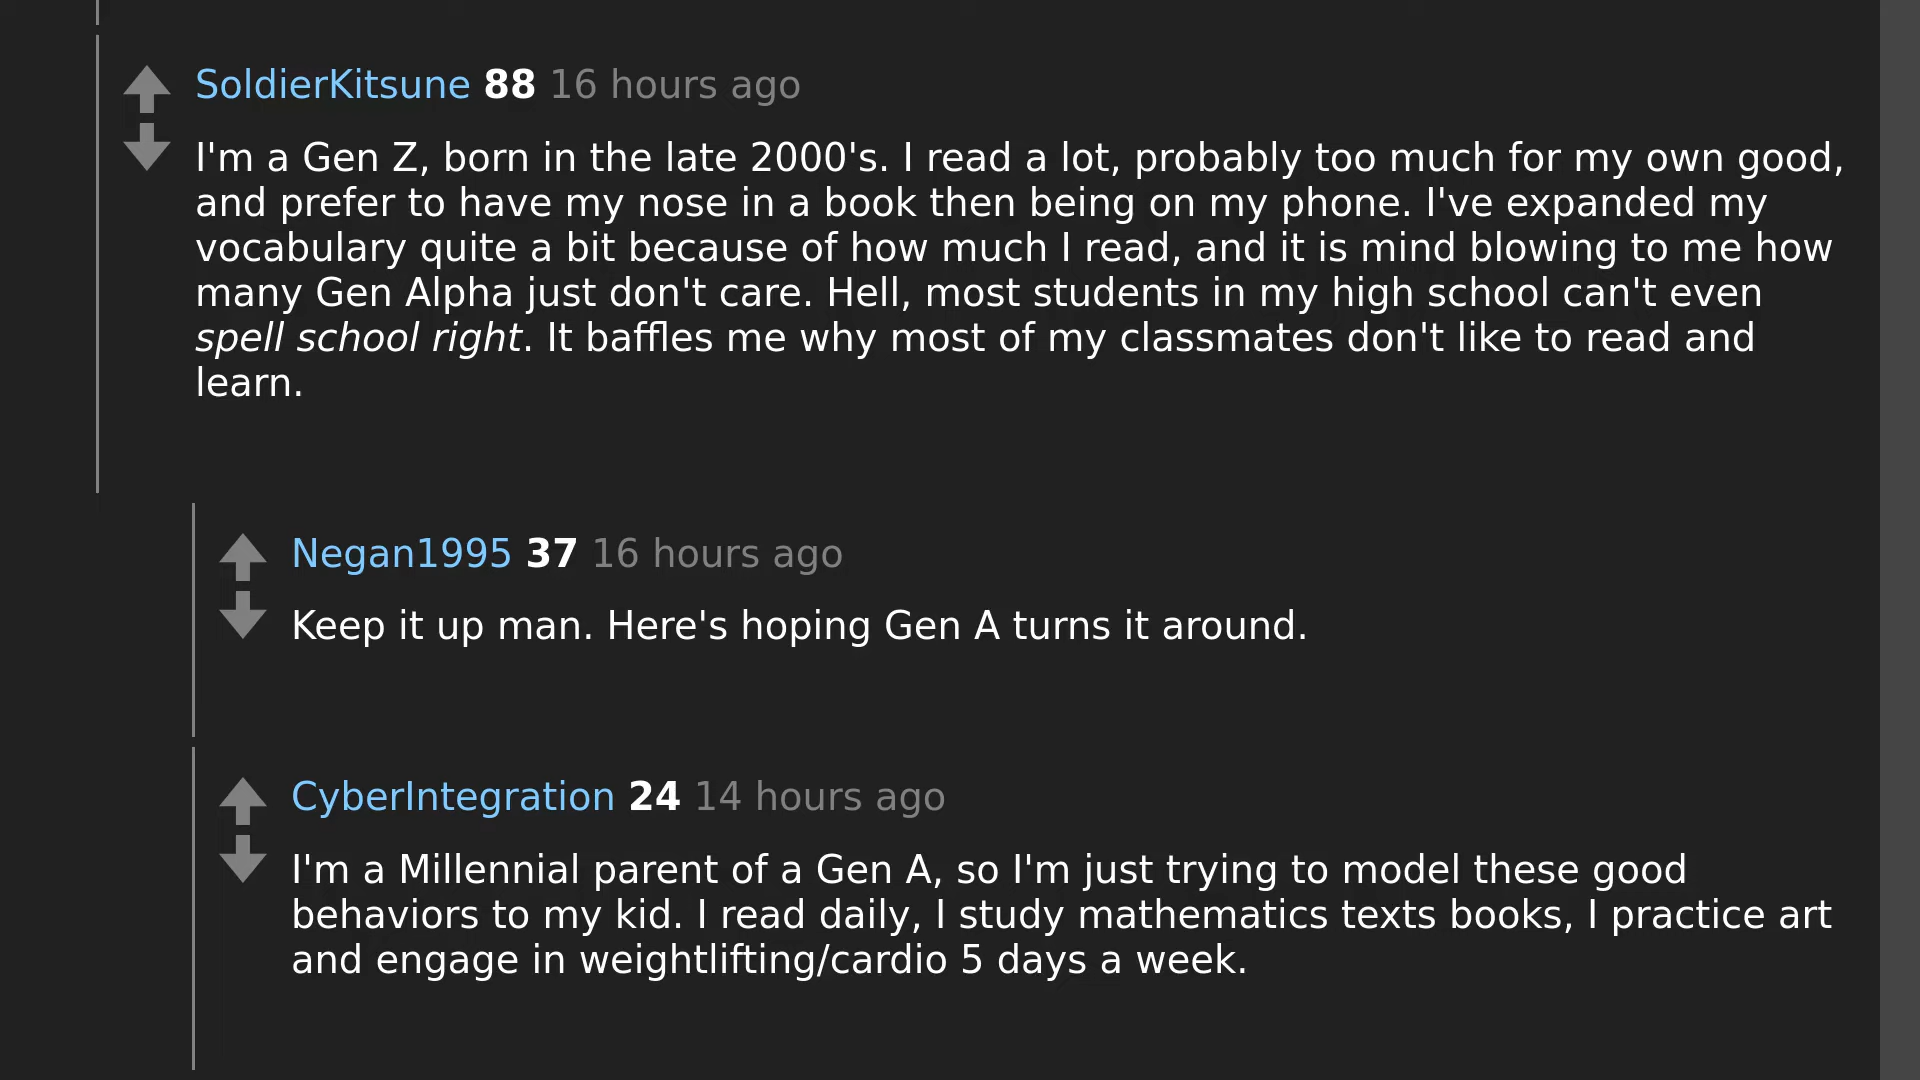 SoldierKitsune 88 16 hours ago
I'm a Gen Z, born in the late 2000's. I read a lot, probably too much for my own good,
and prefer to have my nose in a book then being on my phone. I've expanded my
vocabulary quite a bit because of how much I read, and it is mind blowing to me how
many Gen Alpha just don't care. Hell, most students in my high school can't even
spell school right. It baffles me why most of my classmates don't like to read and
learn.
Negan1995 37 16 hours ago
Keep it up man. Here's hoping Gen A turns it around.
CyberIntegration 24 14 hours ago
I'm a Millennial parent of a Gen A, so I'm just trying to model these good
behaviors to my kid. I read daily, I study mathematics texts books, I practice art
and engage in weightlifting/cardio 5 days a week.